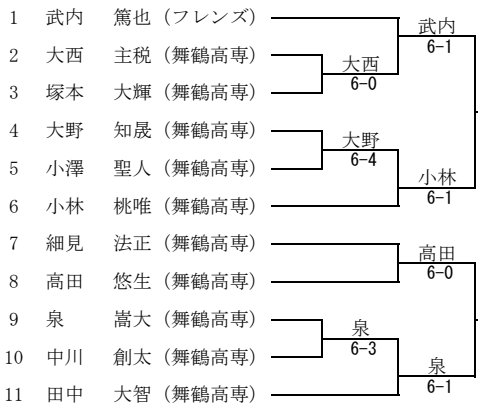 1 武内 篤也 (フレンズ)
武内
6-1
2 大西 主税 (舞鶴高専)
大西
6-0
3 塚本 大輝 (舞鶴高専)
4 大野 知晟 (舞鶴高専)
大野
6-4
5 小澤 聖人 (舞鶴高専)
小林
6-1
6 小林 桃唯 (舞鶴高専)
7 細見 法正 (舞鶴高専)
高田
6-0
8 高田 悠生 (舞鶴高専)
9 泉 嵩大 (舞鶴高専)
泉
6-3
10 中川 創太 (舞鶴高専)
泉
6-1
11 田中 大智 (舞鶴高専)